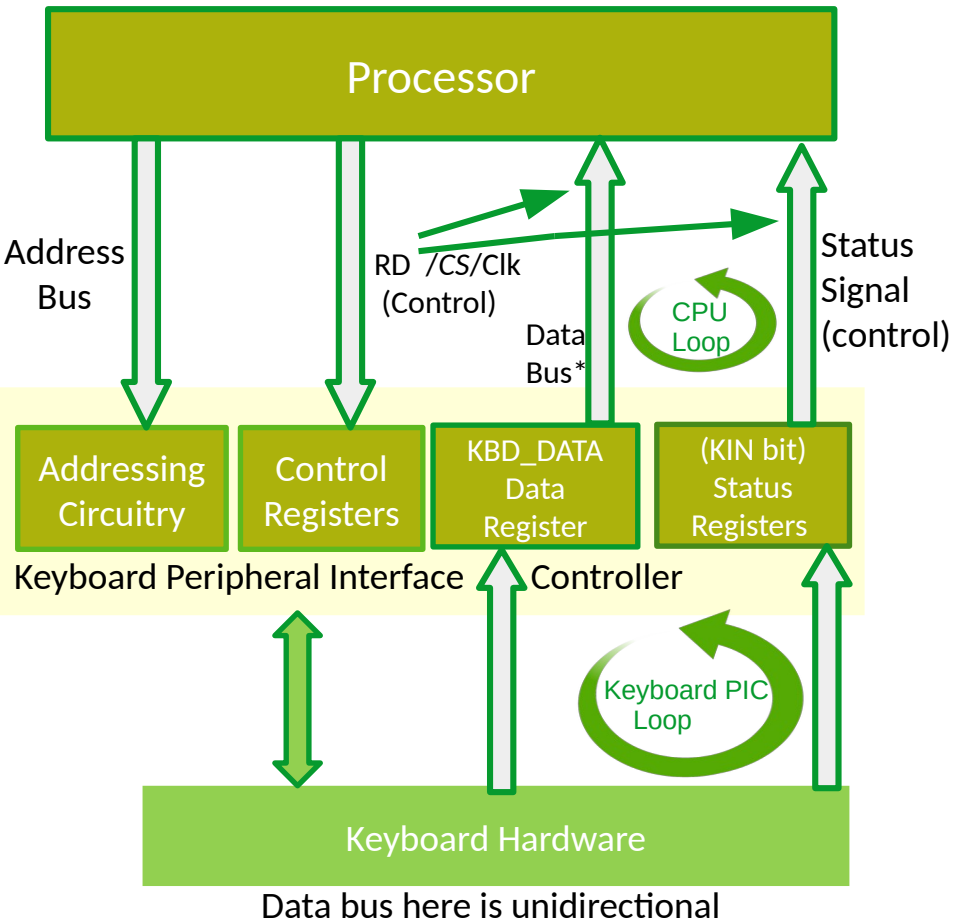 Processor
Address
Bus
RD  /CS/Clk
(Control)
Data
Bus*
CPU
Loop
Status
Signal
(control)
Addressing
Circuitry
Control
Registers
KBD_DATA
Data
Register
(KIN bit)
Status
Registers
Keyboard Peripheral Interface Controller
Keyboard PIC
Loop
Keyboard Hardware
Data bus here is unidirectional